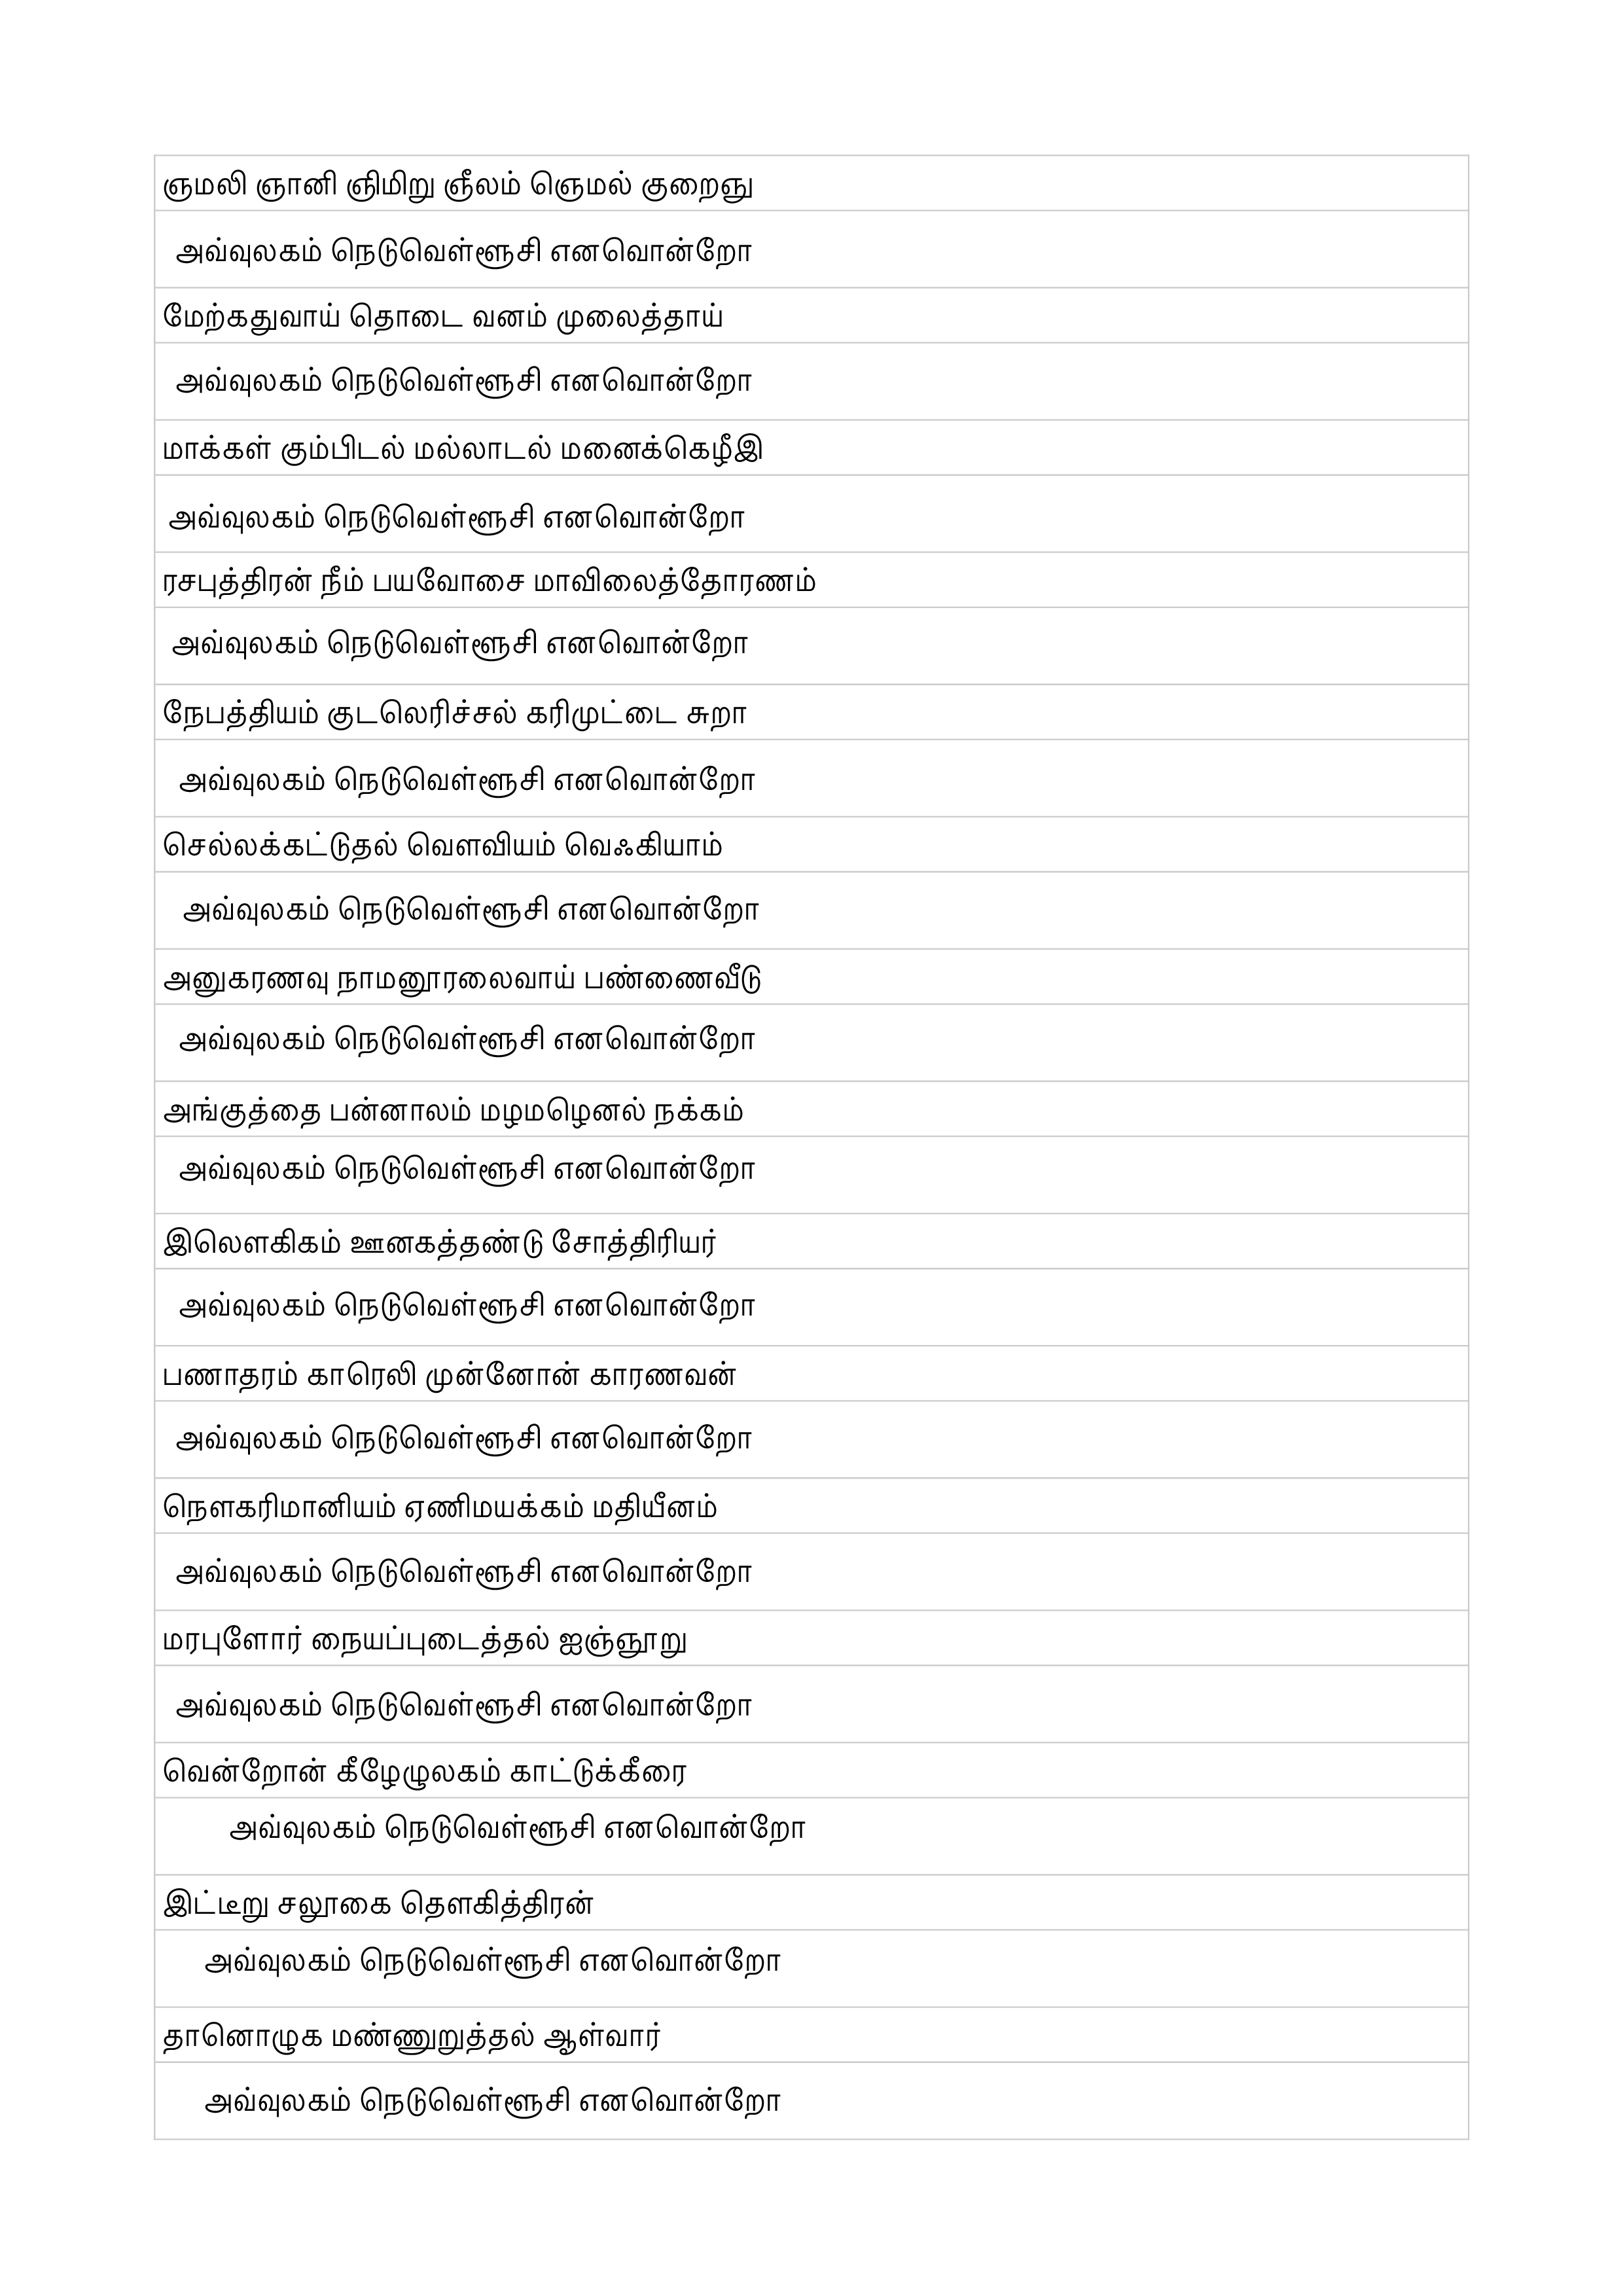 ஞமலி ஞானி ஞிமிறு ஞீலம் ஞெமல் குறைஞு
அவ்வுலகம் நெடுவெள்ளூசி எனவொன்றோ
மேற்கதுவாய் தொடை வனம் முலைத்தாய்
அவ்வுலகம் நெடுவெள்ளூசி எனவொன்றோ
மாக்கள் கும்பிடல் மல்லாடல் மனைக்கெழீஇ
அவ்வுலகம் நெடுவெள்ளூசி எனவொன்றோ
ரசபுத்திரன் நீம் பயவோசை மாவிலைத்தோரணம்
அவ்வுலகம் நெடுவெள்ளூசி எனவொன்றோ
நேபத்தியம் குடலெரிச்சல் கரிமுட்டை சுறா
அவ்வுலகம் நெடுவெள்ளூசி எனவொன்றோ
செல்லக்கட்டுதல் வெளவியம் வெஃகியாம்
அவ்வுலகம் நெடுவெள்ளூசி எனவொன்றோ
அனுகரணவு நாமனூரலைவாய் பண்ணைவீடு
அவ்வுலகம் நெடுவெள்ளூசி எனவொன்றோ
அங்குத்தை பன்னாலம் மழமழெனல் நக்கம்
அவ்வுலகம் நெடுவெள்ளூசி எனவொன்றோ
இலௌகிகம் ஊனகத்தண்டு சோத்திரியர்
அவ்வுலகம் நெடுவெள்ளூசி எனவொன்றோ
பணாதரம் காரெலி முன்னோன் காரணவன்
அவ்வுலகம் நெடுவெள்ளூசி எனவொன்றோ
நௌகரிமானியம் ஏணிமயக்கம் மதியீனம்
அவ்வுலகம் நெடுவெள்ளூசி எனவொன்றோ
மரபுளோர் நையப்புடைத்தல் ஐஞ்ஞூறு
அவ்வுலகம் நெடுவெள்ளூசி எனவொன்றோ
வென்றோன் கீழேழுலகம் காட்டுக்கீரை
அவ்வுலகம் நெடுவெள்ளூசி எனவொன்றோ
இட்டீறு சலூகை தௌகித்திரன்
அவ்வுலகம் நெடுவெள்ளூசி எனவொன்றோ
தானொழுக மண்ணுறுத்தல் ஆள்வார்
அவ்வுலகம் நெடுவெள்ளூசி எனவொன்றோ